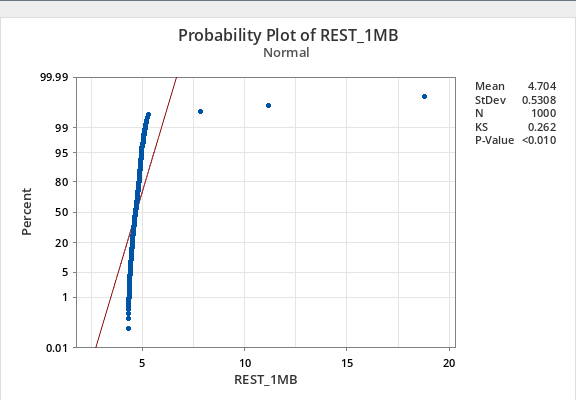 Probability Plot of REST_1MB
Normal
99.99
99
95
80
50
20
5
1
0.01
Percent
5 10 15 20
REST_1MB
Mean 4.704
StDev 0.5308
N 1000
KS 0.262
P-Value <0.010